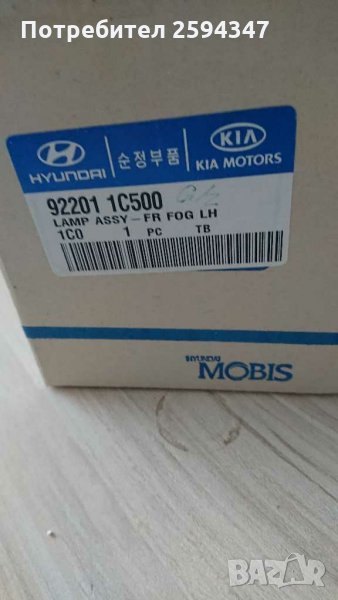 Потребител 2594347
HYUNDAI
순정부품
KIA
KIA MOTORS
92201 1C500
LAMP ASSY-FR FOG LH
1C0 1 PC TB
HYUNDAI
MOBIS
BAZAR